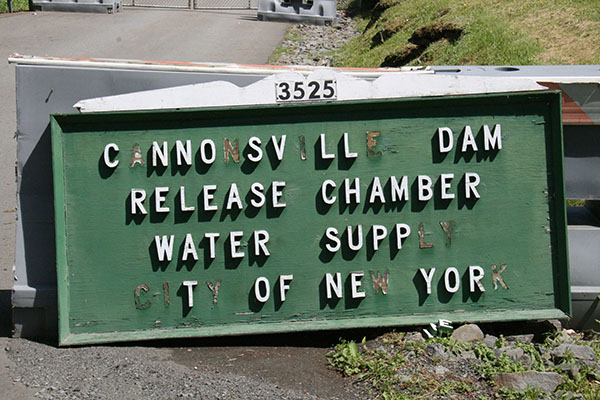 3525
CANNONSVILLE DAM
RELEASE CHAMBER
WATER SUPPLY
CITY OF NEW YORK